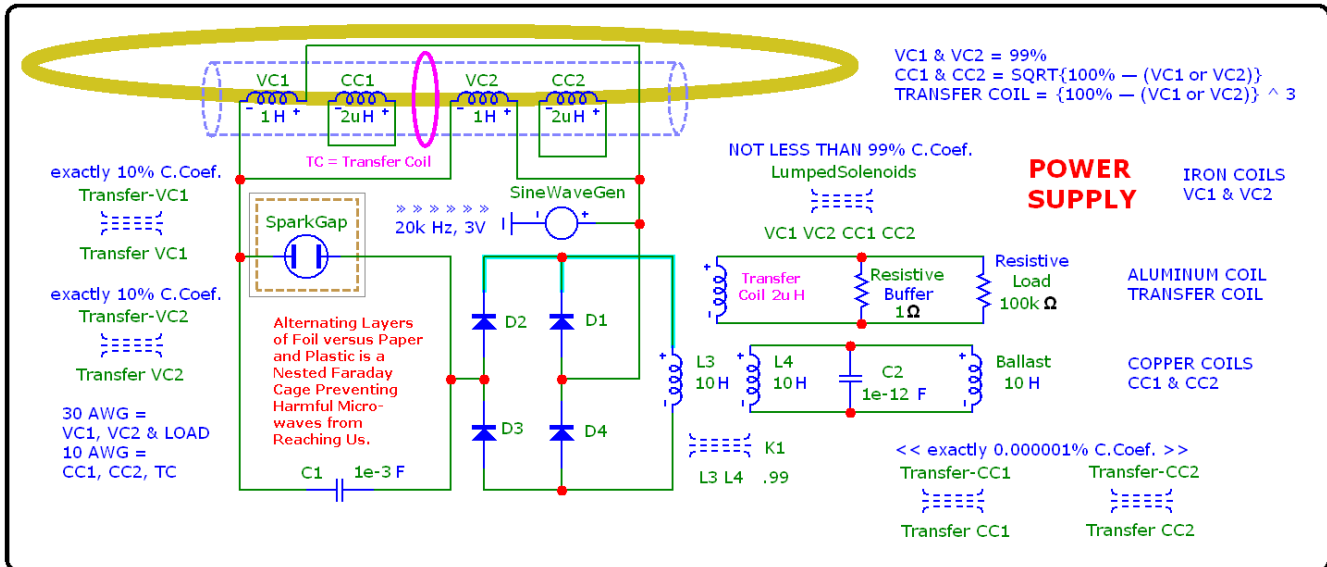 VC1 & VC2 = 99%
CC1 & CC2 = SQRT{100% — (VC1 or VC2)}
TRANSFER COIL = {100% — (VC1 or VC2)} ^ 3
VC1
CC1
VC2
CC2
- 1H +
- 2uH +
- 1H +
- 2uH +
TC = Transfer Coil
exactly 10% C.Coef.
Transfer-VC1
Transfer VC1
exactly 10% C.Coef.
Transfer-VC2
Transfer VC2
30 AWG =
VC1, VC2 & LOAD
10 AWG =
CC1, CC2, TC
SparkGap
SineWaveGen
» » » » » »
20k Hz, 3V
- +
Alternating Layers
of Foil versus Paper
and Plastic is a
Nested Faraday
Cage Preventing
Harmful Micro-
waves from
Reaching Us.
D2
D1
D3
D4
C1
1e-3 F
NOT LESS THAN 99% C.Coef.
LumpedSolenoids
VC1 VC2 CC1 CC2
POWER
SUPPLY
IRON COILS
VC1 & VC2
+
Transfer
Coil 2u H
-
Resistive
Buffer
1Ω
Resistive
Load
100k Ω
ALUMINUM COIL
TRANSFER COIL
+
L3
10 H
-
+
L4
10 H
-
C2
1e-12 F
+
Ballast
10 H
-
COPPER COILS
CC1 & CC2
K1
L3 L4 .99
<< exactly 0.000001% C.Coef. >>
Transfer-CC1
Transfer CC1
Transfer-CC2
Transfer CC2